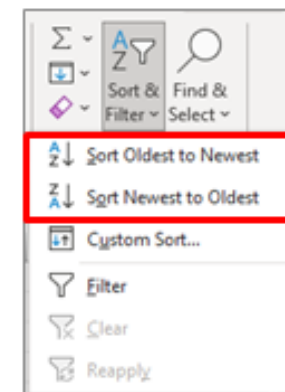 Sort & Find &
Filter Select
Sort Oldest to Newest
Sort Newest to Oldest
Custom Sort...
Filter
Clear
Reapply